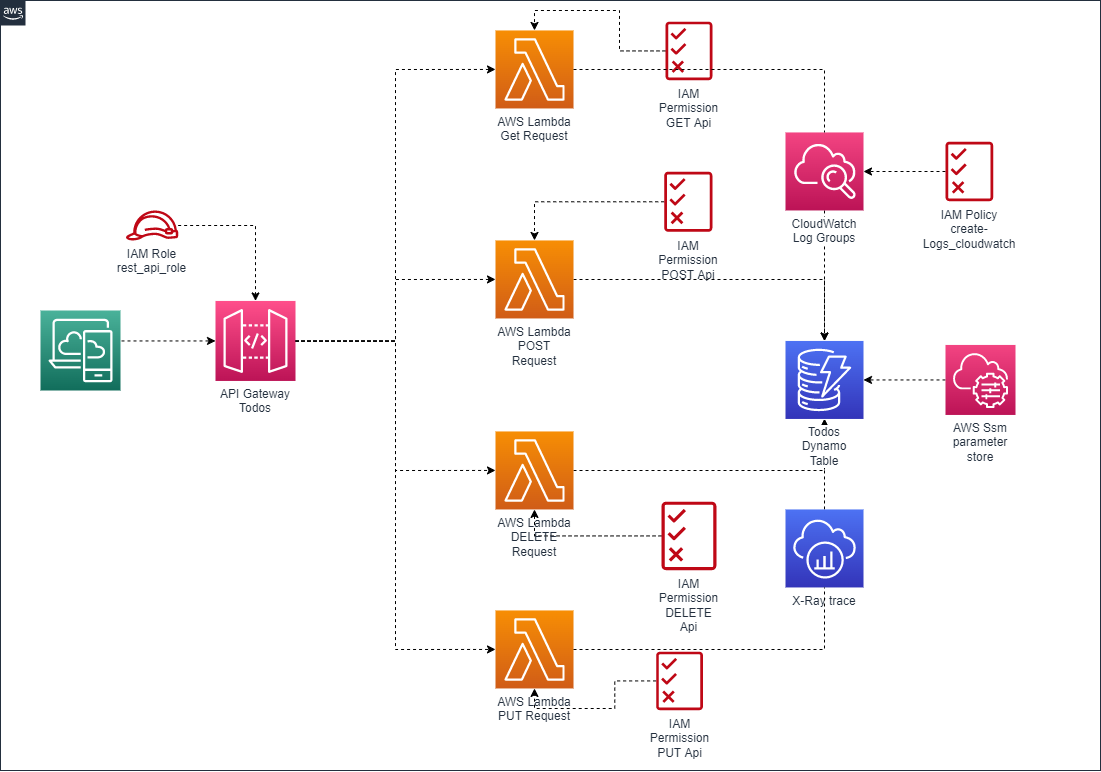 aws
AWS Lambda
Get Request
IAM
Permission
GET Api
CloudWatch
Log Groups
IAM Policy
create-
Logs_cloudwatch
IAM Role
rest_api_role
</>
API Gateway
Todos
AWS Lambda
POST
Request
IAM
Permission
POST Api
Todos
Dynamo
Table
AWS Ssm
parameter
store
AWS Lambda
DELETE
Request
IAM
Permission
DELETE
Api
X-Ray trace
AWS Lambda
PUT Request
IAM
Permission
PUT Api